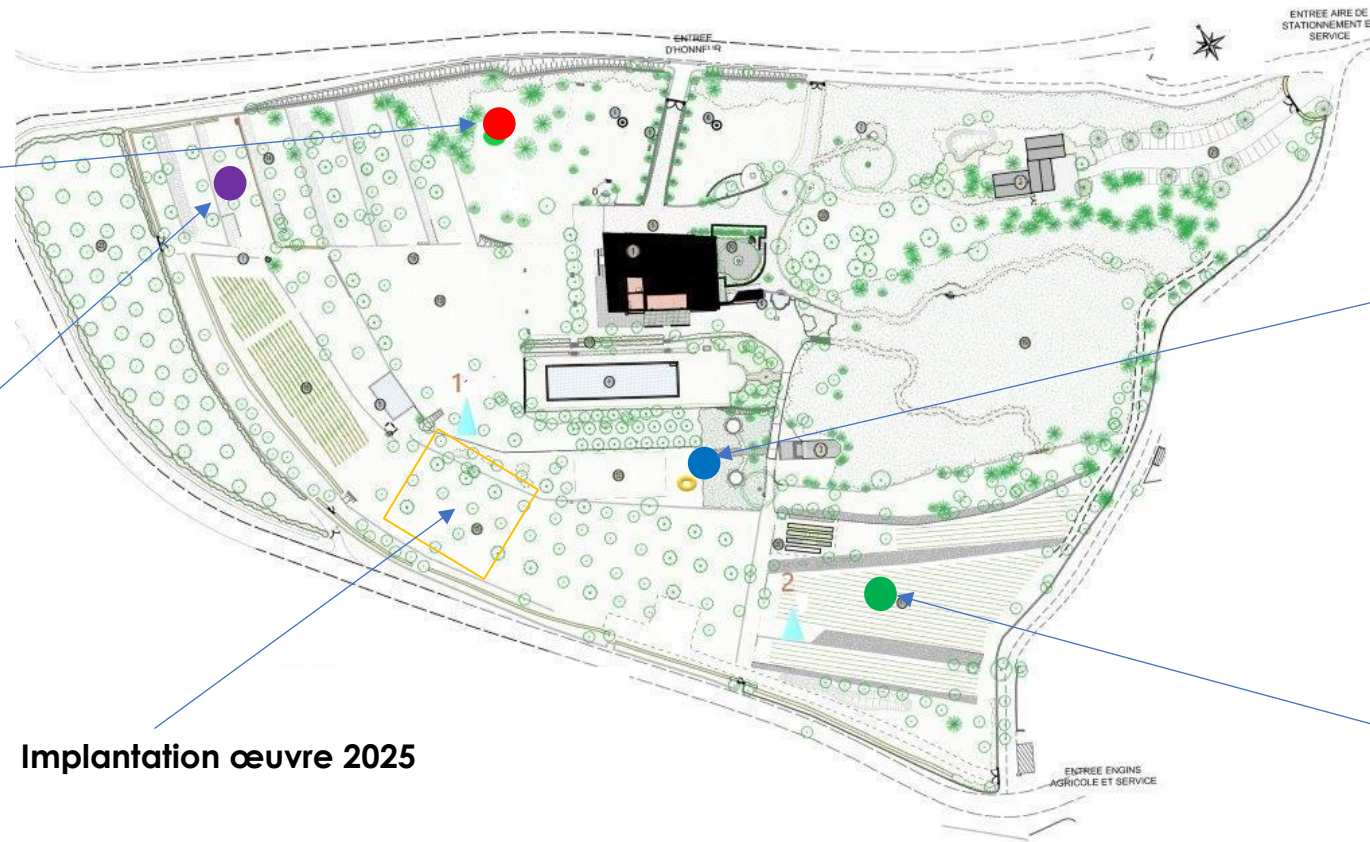 ENTREE AIRE DE
STATIONNEMENT E
SERVICE
ENTREE
D'HONNEUR
1
2
Implantation œuvre 2025
ENTREE ENGINS
AGRICOLE ET SERVICE